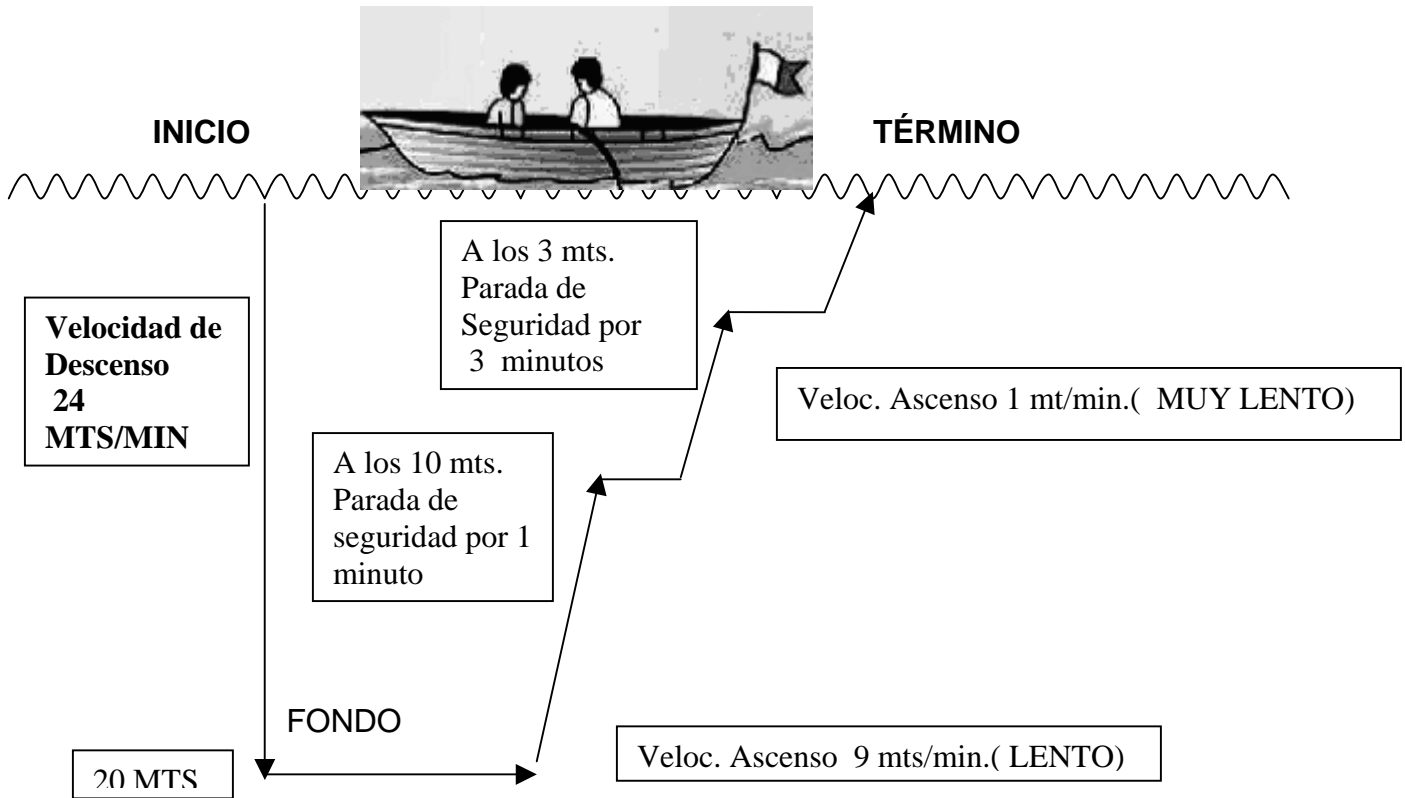 INICIO
TÉRMINO
A los 3 mts.
Parada de
Seguridad por
3 minutos
Velocidad de
Descenso
24
MTS/MIN
Veloc. Ascenso 1 mt/min.( MUY LENTO)
A los 10 mts.
Parada de
seguridad por 1
minuto
FONDO
Veloc. Ascenso 9 mts/min.( LENTO)
20 MTS